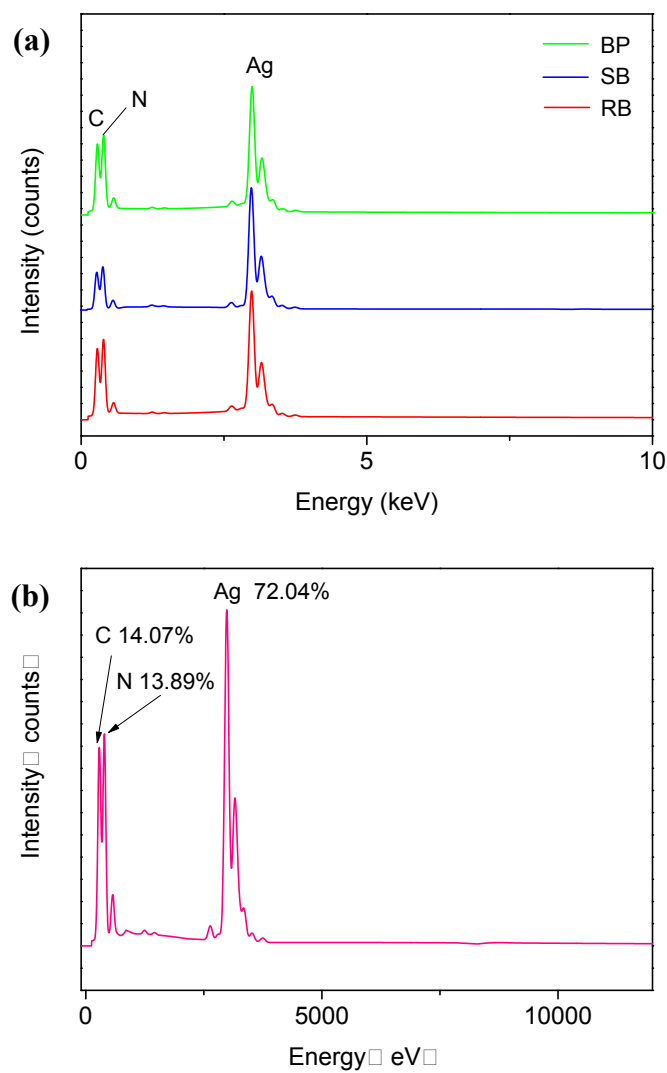 (a)
BP
SB
RB
Ag
N
C
Intensity (counts)
0
5
10
Energy (keV)
(b)
Ag 72.04%
C 14.07%
N 13.89%
Intensity□ counts□
0
5000
10000
Energy□ eV□